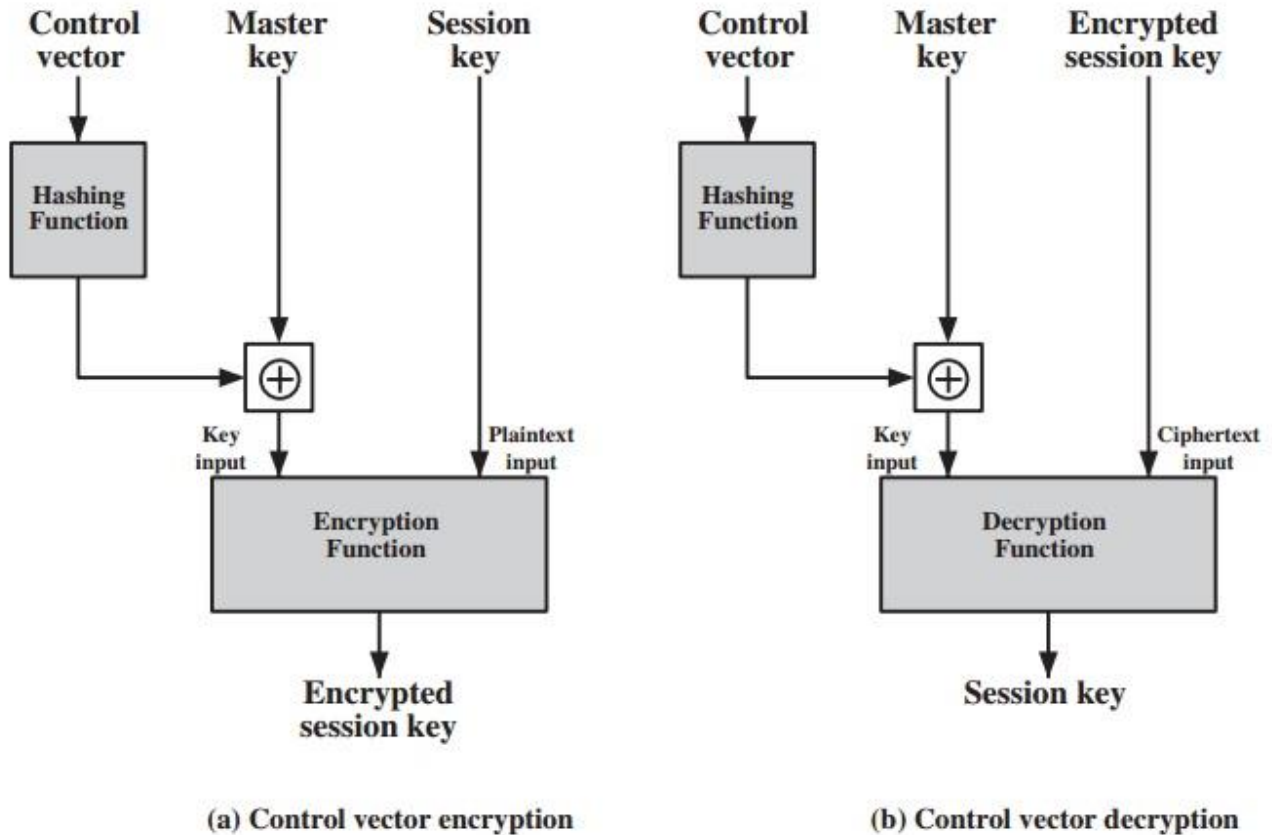 Control
vector
Master
key
Session
key
Hashing
Function
Key
input
Plaintext
input
Encryption
Function
Encrypted
session key
(a) Control vector encryption
Control
vector
Master
key
Encrypted
session key
Hashing
Function
Key
input
Ciphertext
input
Decryption
Function
Session key
(b) Control vector decryption